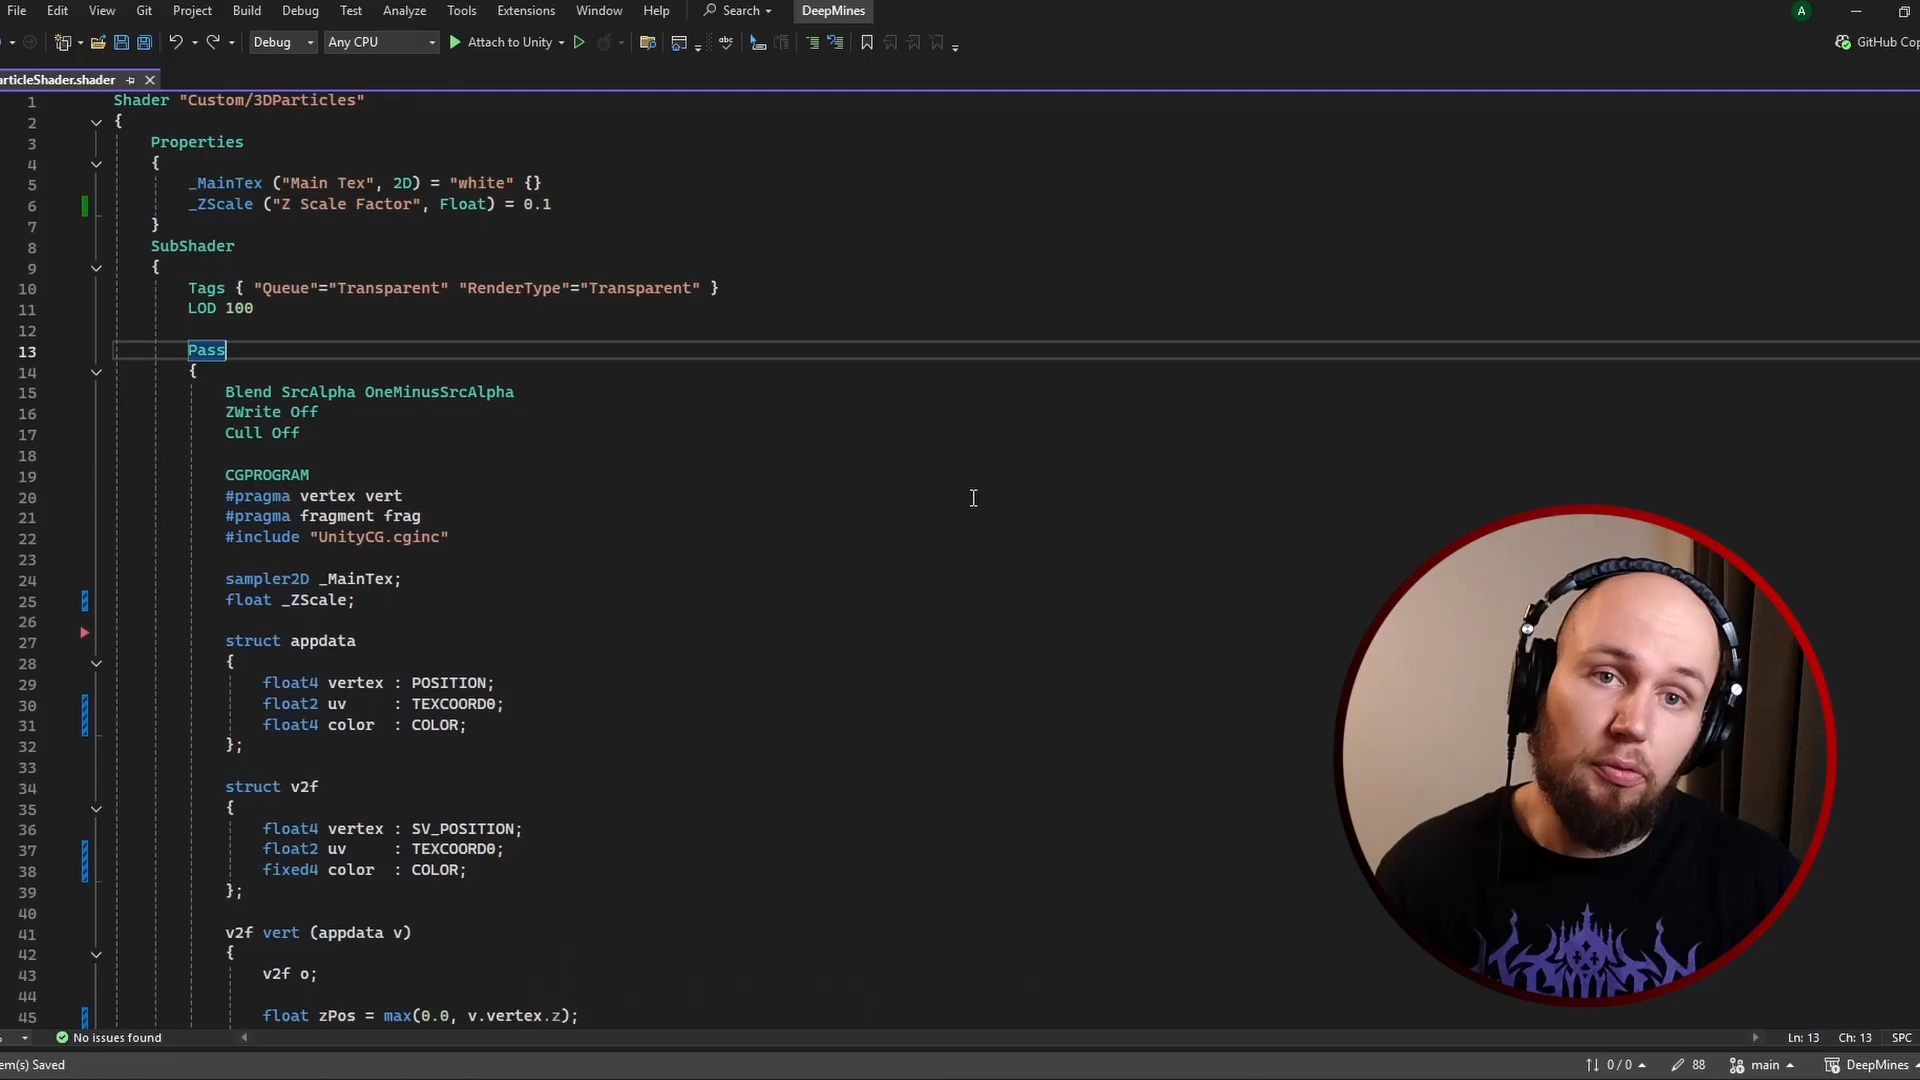 File Edit View Git Project Build Debug Test Analyze Tools Extensions Window Help Search DeepMines A
Debug Any CPU Attach to Unity GitHub Cop
articleShader.shader
1 Shader "Custom/3DParticles"
2 {
3 Properties
4 {
5 _MainTex ("Main Tex", 2D) = "white" {}
6 _ZScale ("Z Scale Factor", Float) = 0.1
7 }
8 SubShader
9 {
10 Tags { "Queue"="Transparent" "RenderType"="Transparent" }
11 LOD 100
12
13 Pass
14 {
15 Blend SrcAlpha OneMinusSrcAlpha
16 ZWrite Off
17 Cull Off
18
19 CGPROGRAM
20 #pragma vertex vert
21 #pragma fragment frag
22 #include "UnityCG.cginc"
23
24 sampler2D _MainTex;
25 float _ZScale;
26
27 struct appdata
28 {
29 float4 vertex : POSITION;
30 float2 uv : TEXCOORD0;
31 float4 color : COLOR;
32 };
33
34 struct v2f
35 {
36 float4 vertex : SV_POSITION;
37 float2 uv : TEXCOORD0;
38 fixed4 color : COLOR;
39 };
40
41 v2f vert (appdata v)
42 {
43 v2f o;
44
45 float zPos = max(0.0, v.vertex.z);
No issues found Ln: 13 Ch: 13 SPC
em(s) Saved 0 / 0 88 main DeepMines